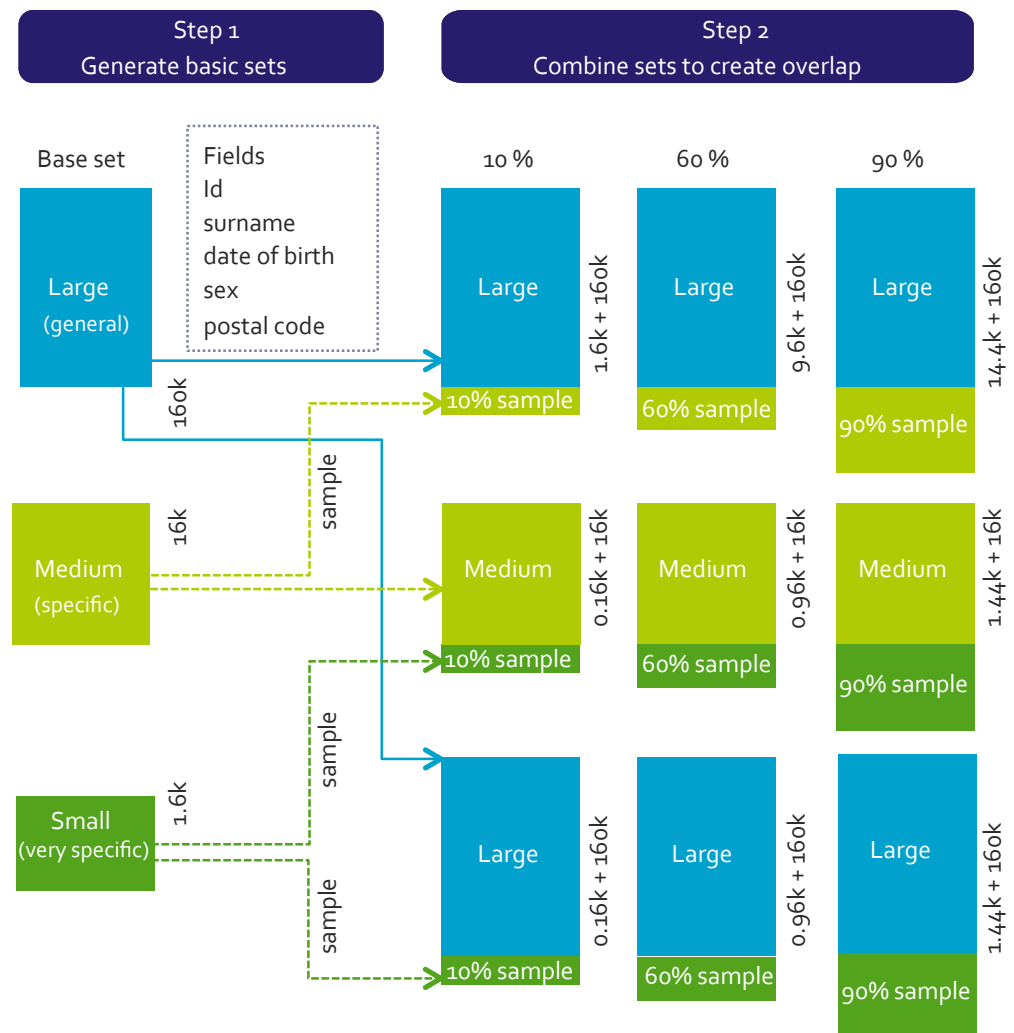 Step 1
Generate basic sets
Step 2
Combine sets to create overlap
Base set
Fields
Id
surname
date of birth
sex
postal code
10 %
60 %
90 %
Large
(general)
160k
Large
10% sample
1.6k + 160k
Large
60% sample
9.6k + 160k
Large
90% sample
14.4k + 160k
sample
Medium
(specific)
16k
Medium
10% sample
0.16k + 16k
Medium
60% sample
0.96k + 16k
Medium
90% sample
1.44k + 16k
sample
Small
(very specific)
1.6k
sample
Large
10% sample
0.16k + 160k
Large
60% sample
0.96k + 160k
Large
90% sample
1.44k + 160k